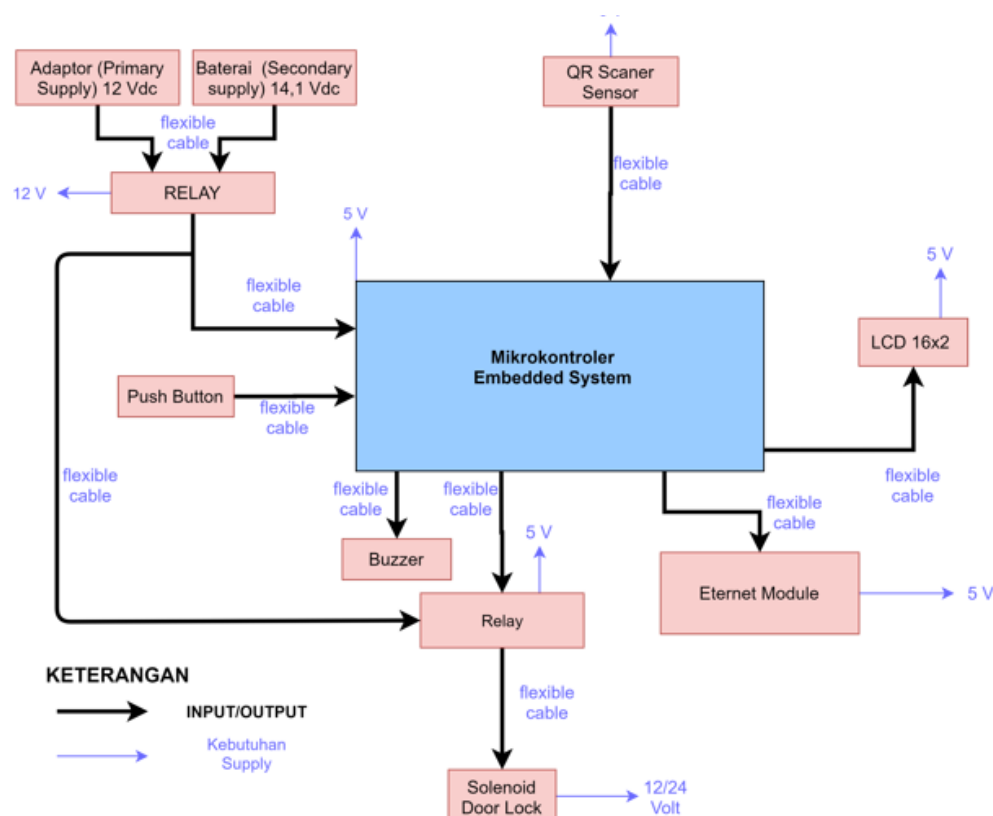 Adaptor (Primary
Supply) 12 Vdc
Baterai (Secondary
supply) 14,1 Vdc
QR Scaner
Sensor
flexible
cable
flexible
cable
12 V
RELAY
5 V
flexible
cable
5 V
Mikrokontroler
Embedded System
LCD 16x2
Push Button
flexible
cable
flexible
cable
flexible
cable
flexible
cable
flexible
cable
flexible
cable
5 V
Buzzer
Eternet Module
5 V
Relay
KETERANGAN
INPUT/OUTPUT
flexible
cable
Kebutuhan
Supply
Solenoid
Door Lock
12/24
Volt